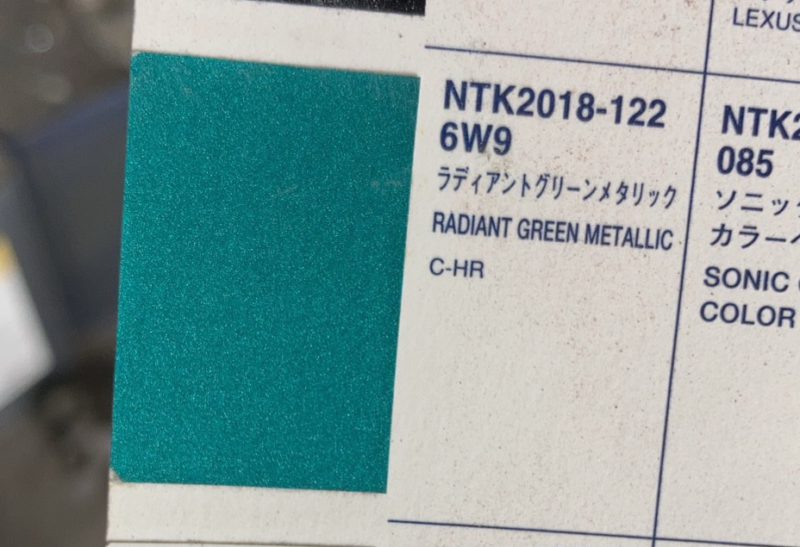 LEXUS
NTK2018-122
6W9
ラディアントグリーンメタリック
RADIANT GREEN METALLIC
C-HR
085
ソニック
カラー
SONIC
COLOR